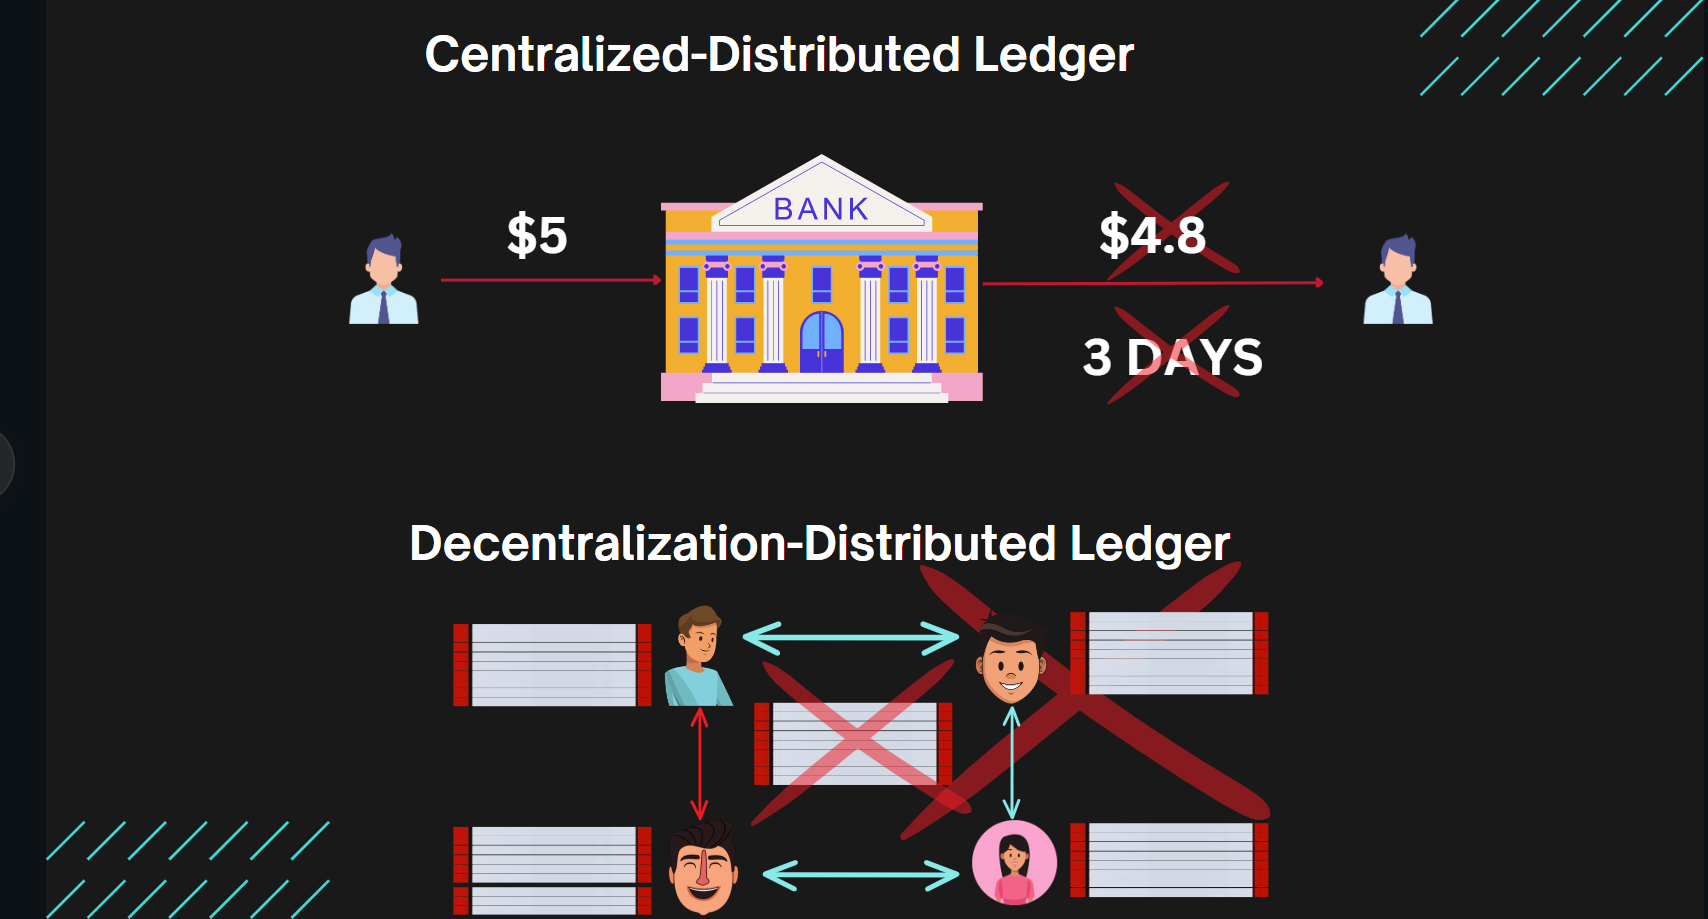 Centralized-Distributed Ledger
BANK
$5
$4.8
3 DAYS
Decentralization-Distributed Ledger